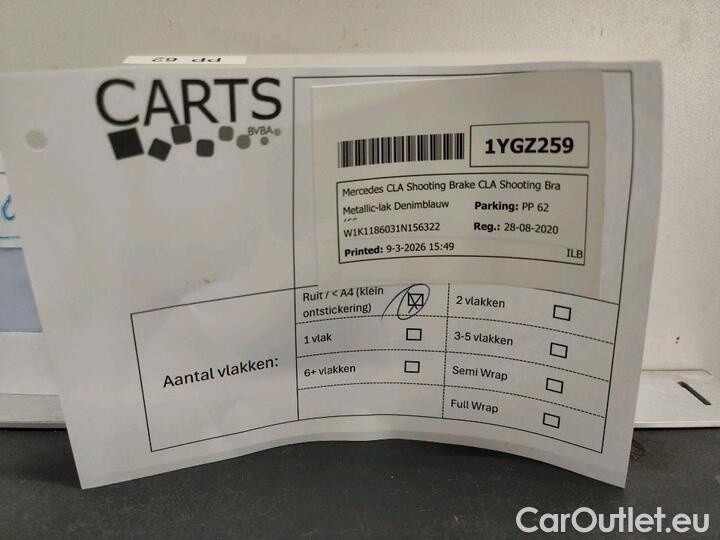 PP 62
CARTS
BVBA
1YGZ259
Mercedes CLA Shooting Brake CLA Shooting Bra
Metallic-lak Denimblauw Parking: PP 62
W1K1186031N156322 Reg.: 28-08-2020
Printed: 9-3-2026 15:49 ILB
Aantal vlakken:
Ruit / < A4 (klein
ontstickering)
2 vlakken
1 vlak
3-5 vlakken
6+ vlakken
Semi Wrap
Full Wrap
CarOutlet.eu